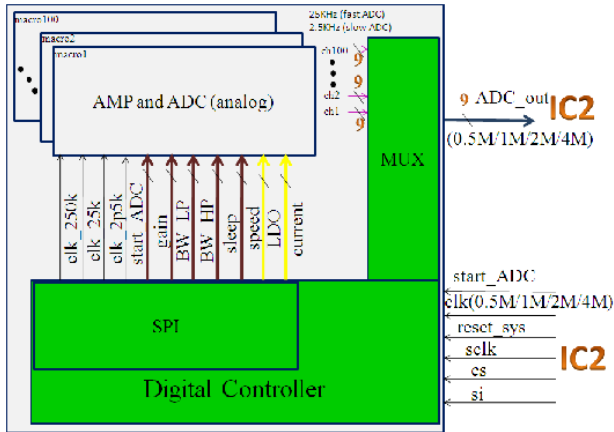 macro100
macro2
macro1
25KHz (fast ADC)
2.5KHz (slow ADC)
ch100
9
9
ch2
9
ch1
9
AMP and ADC (analog)
MUX
9 ADC_out IC2
(0.5M/1M/2M/4M)
clk_250k
clk_25k
clk_2p5k
start_ADC
gain
BW_LP
BW_HP
sleep
speed
LDO
current
SPI
Digital Controller
start_ADC
clk(0.5M/1M/2M/4M)
reset_sys
sclk
cs
si
IC2